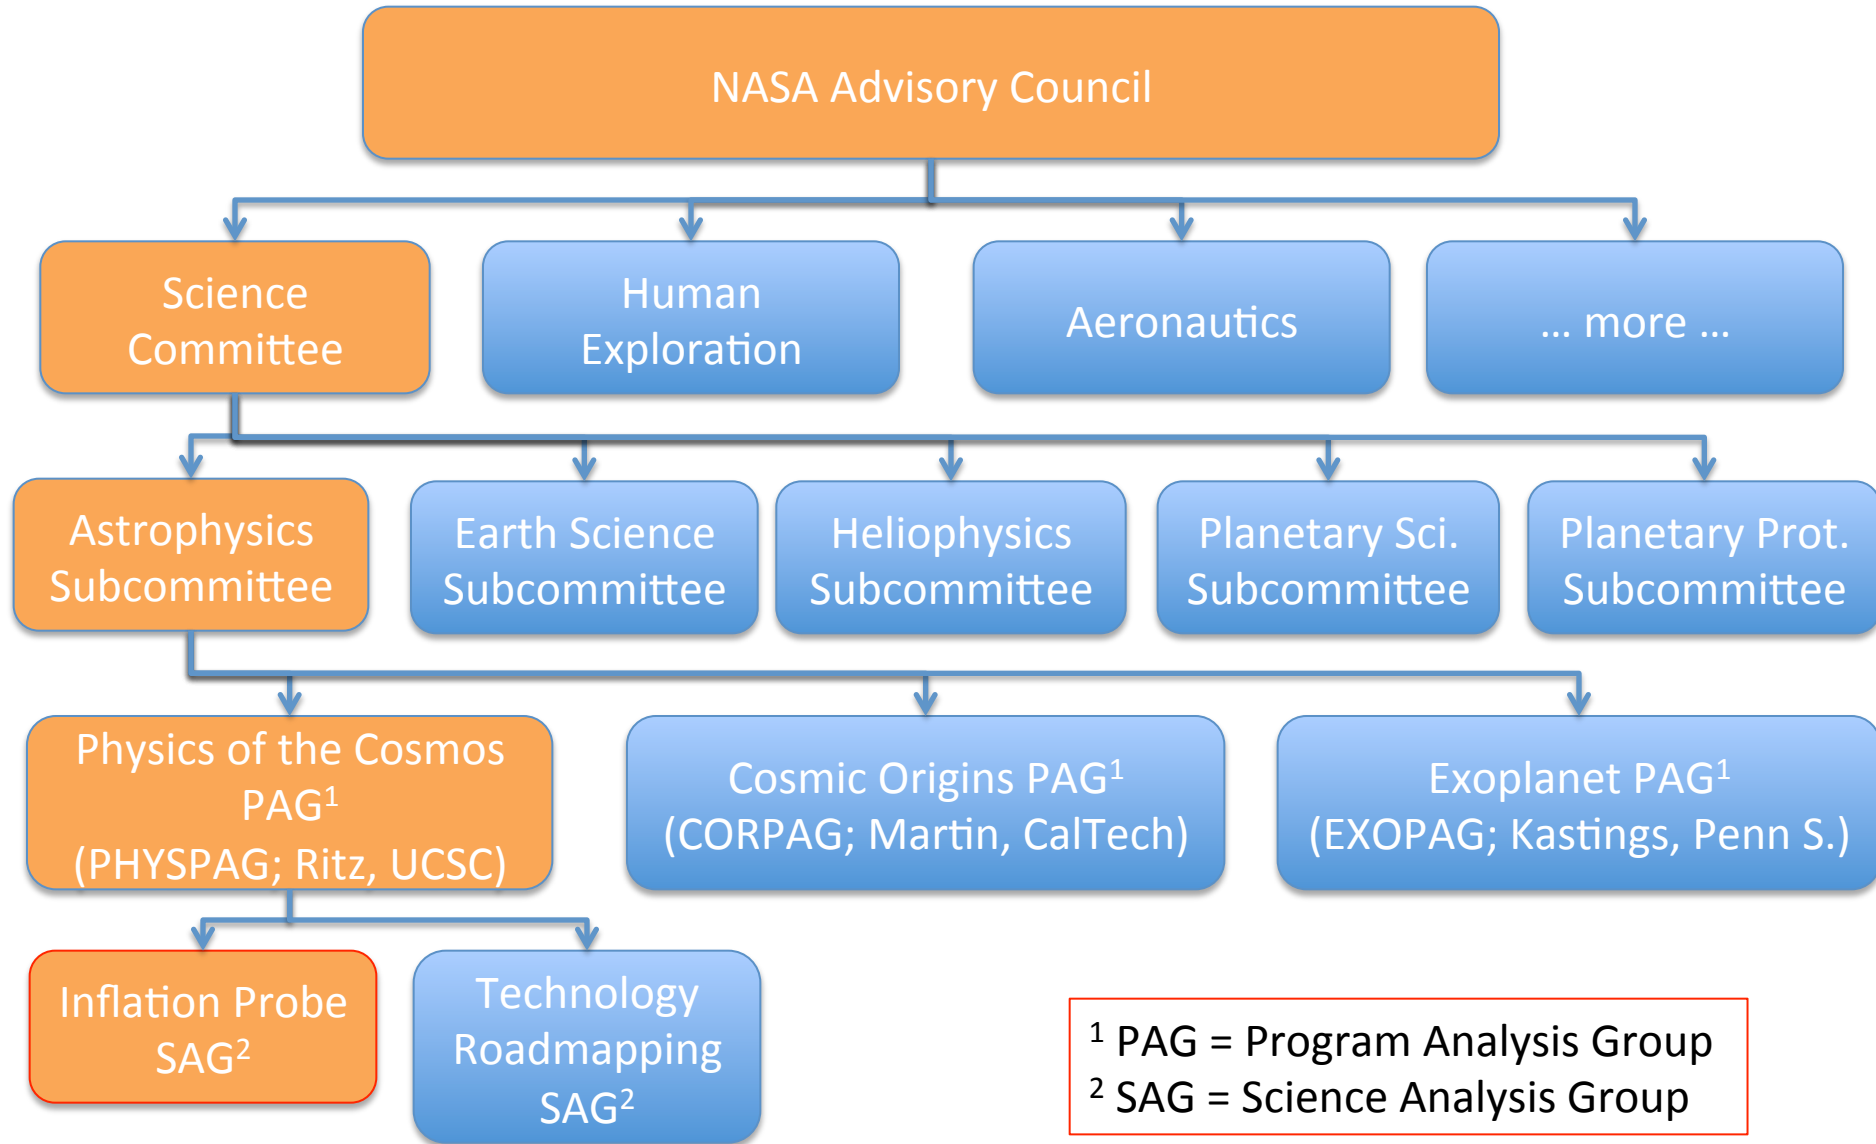 NASA Advisory Council
Science
Committee
Human
Exploration
Aeronautics
... more ...
Astrophysics
Subcommittee
Earth Science
Subcommittee
Heliophysics
Subcommittee
Planetary Sci.
Subcommittee
Planetary Prot.
Subcommittee
Physics of the Cosmos
PAG¹
(PHYSPAG; Ritz, UCSC)
Cosmic Origins PAG¹
(CORPAG; Martin, CalTech)
Exoplanet PAG¹
(EXOPAG; Kastings, Penn S.)
Inflation Probe
SAG²
Technology
Roadmapping
SAG²
¹ PAG = Program Analysis Group
² SAG = Science Analysis Group